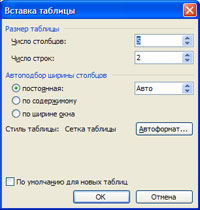 Вставка таблицы
Размер таблицы
Число столбцов: 5
Число строк: 2
Автоподбор ширины столбцов
постоянная: Авто
по содержимому
по ширине окна
Стиль таблицы: Сетка таблицы Автоформат...
По умолчанию для новых таблиц
ОК Отмена